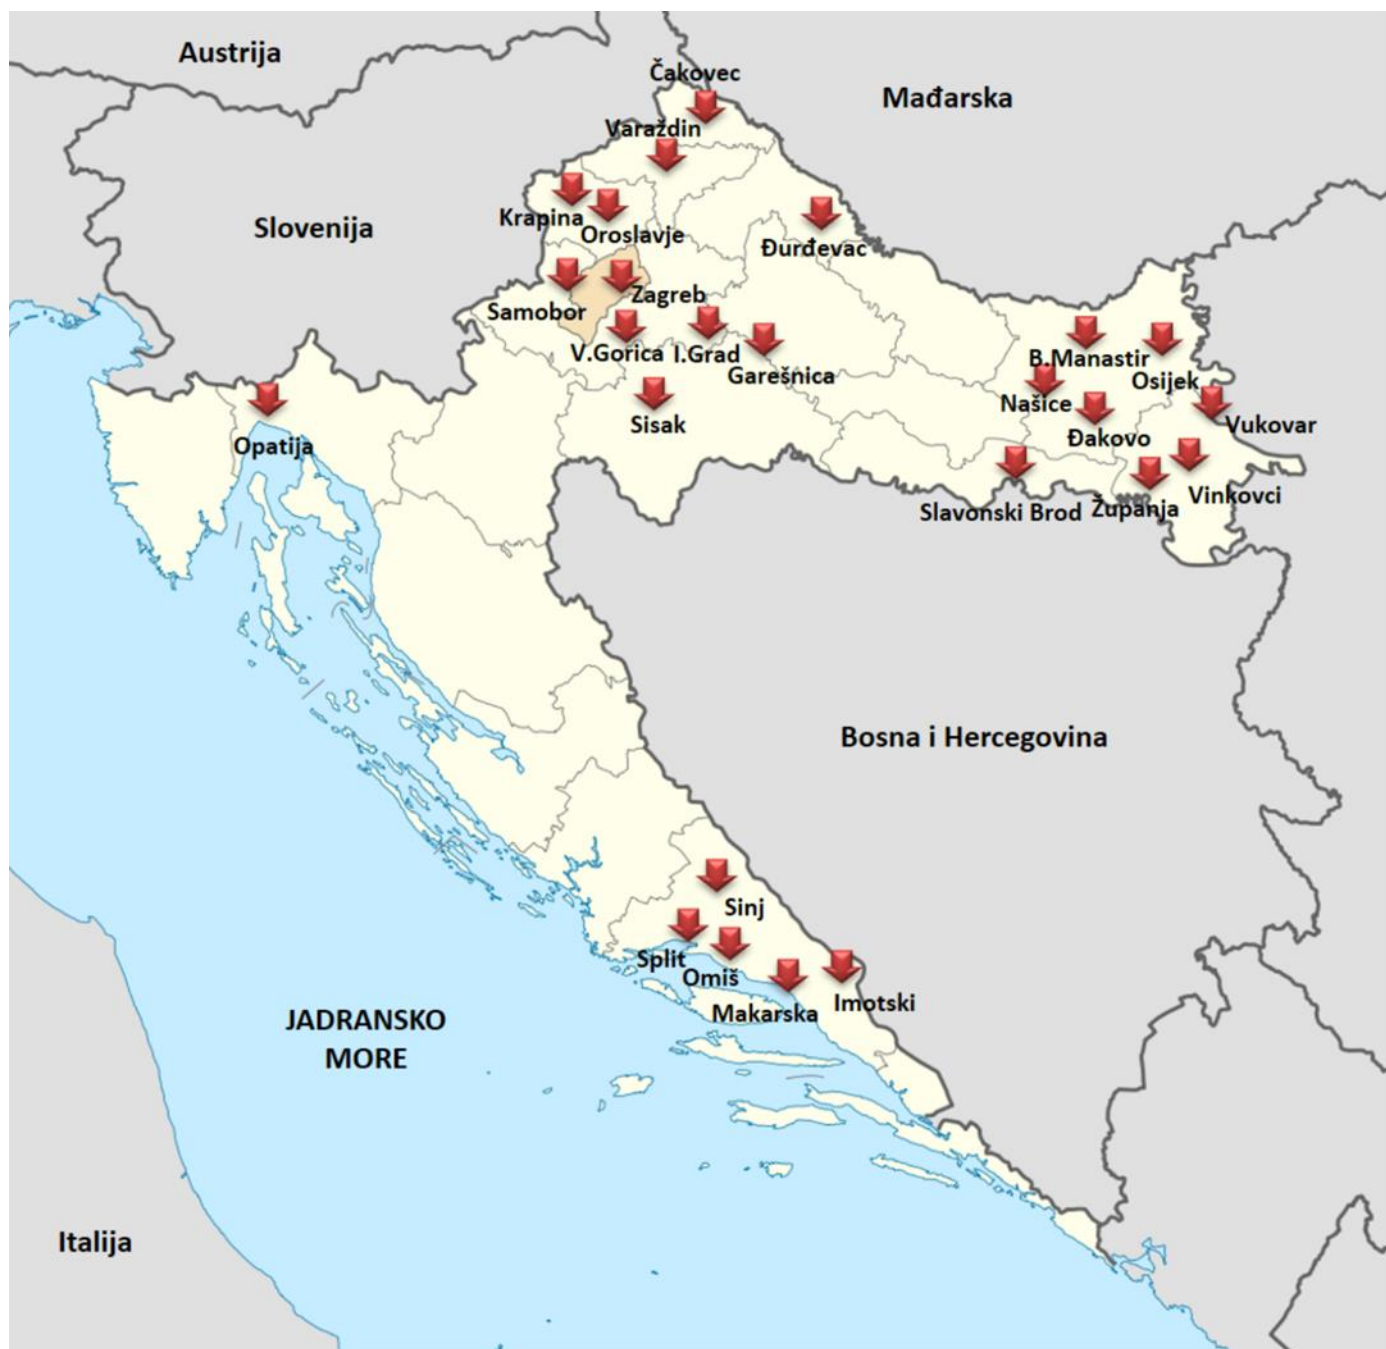 Austrija
Čakovec
Mađarska
Varaždin
Krapina
Slovenija
Oroslavje
Đurđevac
Zagreb
Samobor
V.Gorica
I.Grad
Garešnica
B.Manastir
Osijek
Našice
Sisak
Vukovar
Đakovo
Opatija
Vinkovci
Slavonski Brod
Županja
Bosna i Hercegovina
Sinj
Split
Omiš
Imotski
Makarska
JADRANSKO
MORE
Italija